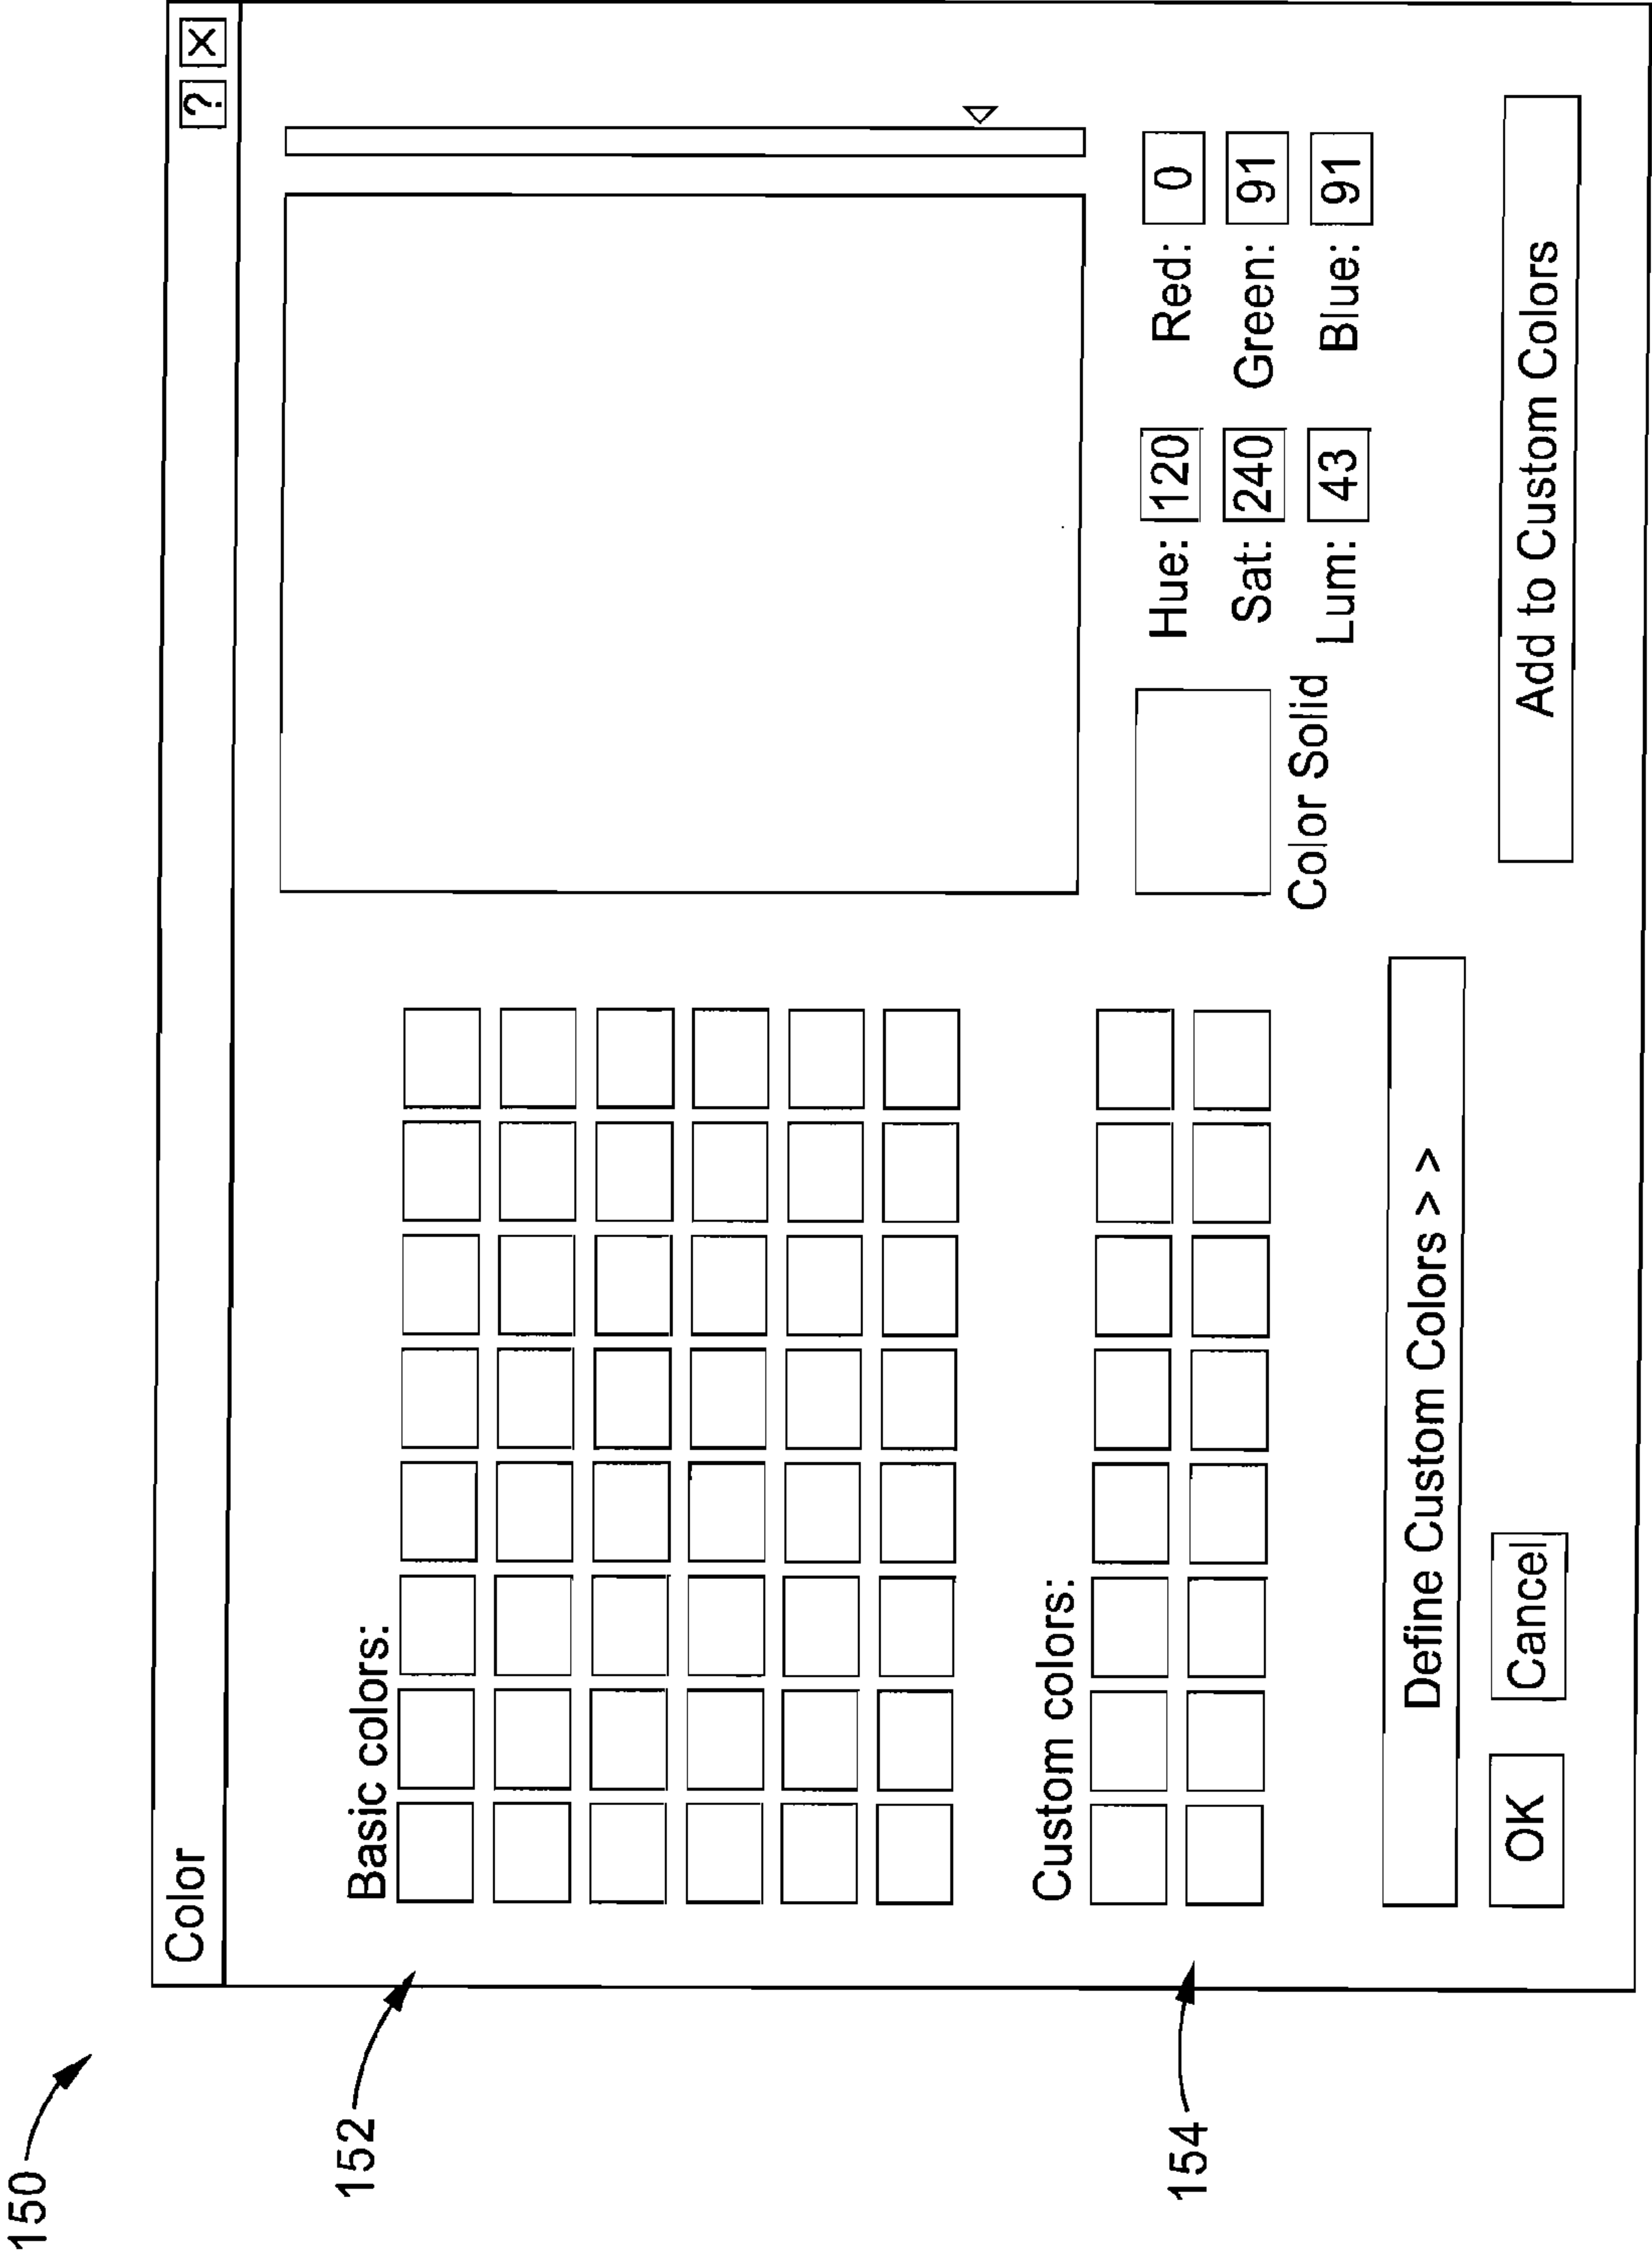 150
Color ? X
152
Basic colors:
154
Custom colors:
Hue: 120 Red: 0
Sat: 240 Green: 91
Lum: 43 Blue: 91
Color Solid
Define Custom Colors > >
OK Cancel
Add to Custom Colors